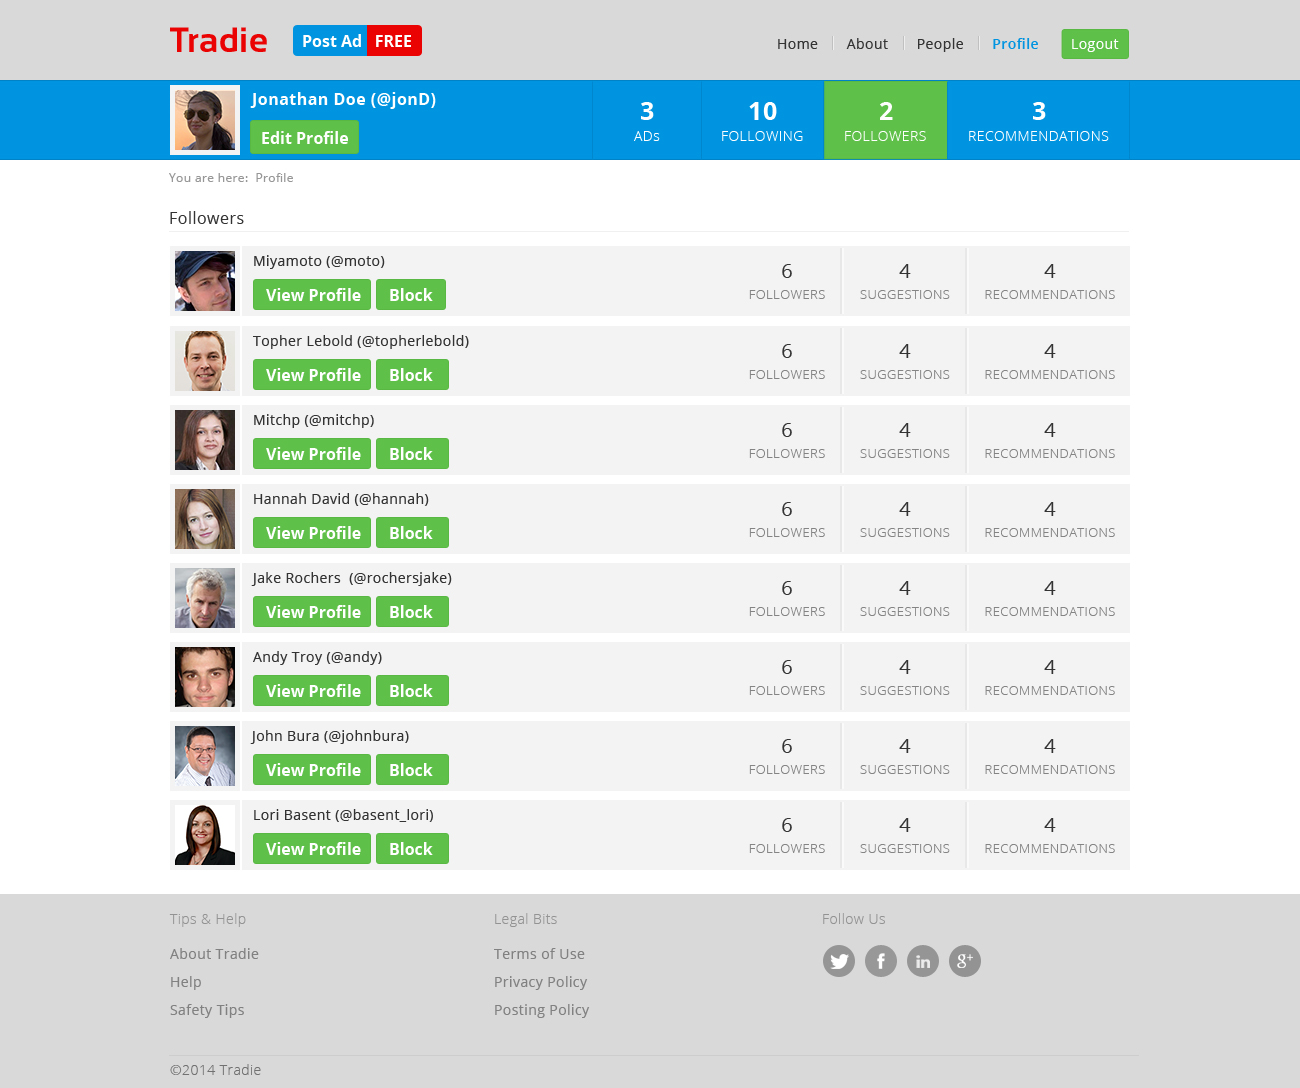 Tradie
Post Ad FREE
Home About People Profile Logout
Jonathan Doe (@jonD)
Edit Profile
3 ADs
10 FOLLOWING
2 FOLLOWERS
3 RECOMMENDATIONS
You are here: Profile
Followers
Miyamoto (@moto)
View Profile Block
6 FOLLOWERS
4 SUGGESTIONS
4 RECOMMENDATIONS
Topher Lebold (@topherlebold)
View Profile Block
6 FOLLOWERS
4 SUGGESTIONS
4 RECOMMENDATIONS
Mitchp (@mitchp)
View Profile Block
6 FOLLOWERS
4 SUGGESTIONS
4 RECOMMENDATIONS
Hannah David (@hannah)
View Profile Block
6 FOLLOWERS
4 SUGGESTIONS
4 RECOMMENDATIONS
Jake Rochers (@rochersjake)
View Profile Block
6 FOLLOWERS
4 SUGGESTIONS
4 RECOMMENDATIONS
Andy Troy (@andy)
View Profile Block
6 FOLLOWERS
4 SUGGESTIONS
4 RECOMMENDATIONS
John Bura (@johnbura)
View Profile Block
6 FOLLOWERS
4 SUGGESTIONS
4 RECOMMENDATIONS
Lori Basent (@basent_lori)
View Profile Block
6 FOLLOWERS
4 SUGGESTIONS
4 RECOMMENDATIONS
Tips & Help
About Tradie
Help
Safety Tips
Legal Bits
Terms of Use
Privacy Policy
Posting Policy
Follow Us
f in g+
©2014 Tradie